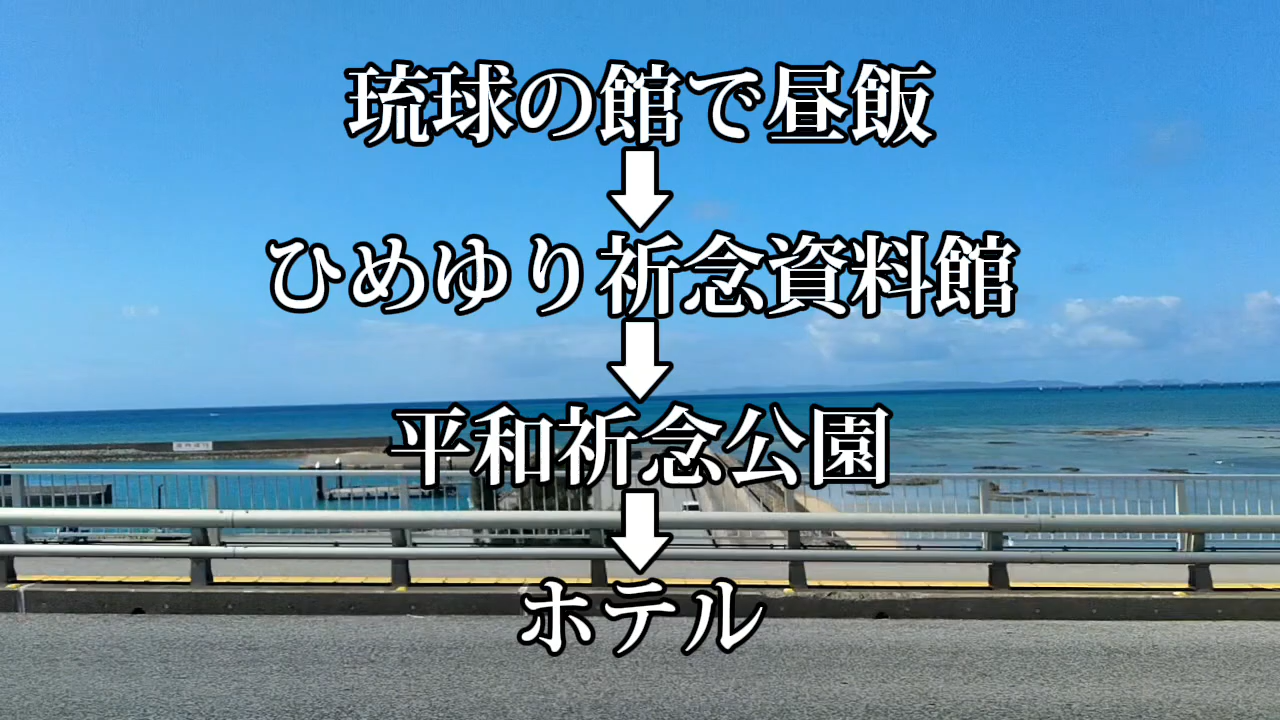 琉球の館で昼飯
ひめゆり祈念資料館
平和祈念公園
ホテル